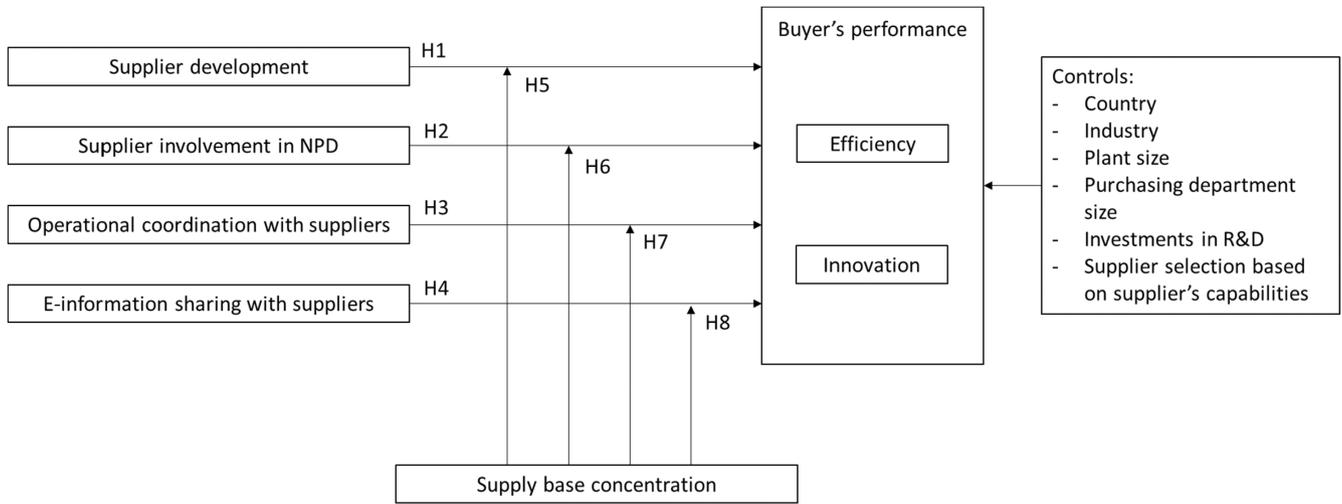 Supplier development
H1
H5
Supplier involvement in NPD
H2
H6
Operational coordination with suppliers
H3
H7
E-information sharing with suppliers
H4
H8
Supply base concentration
Buyer’s performance
Efficiency
Innovation
Controls:
- Country
- Industry
- Plant size
- Purchasing department
size
- Investments in R&D
- Supplier selection based
on supplier’s capabilities